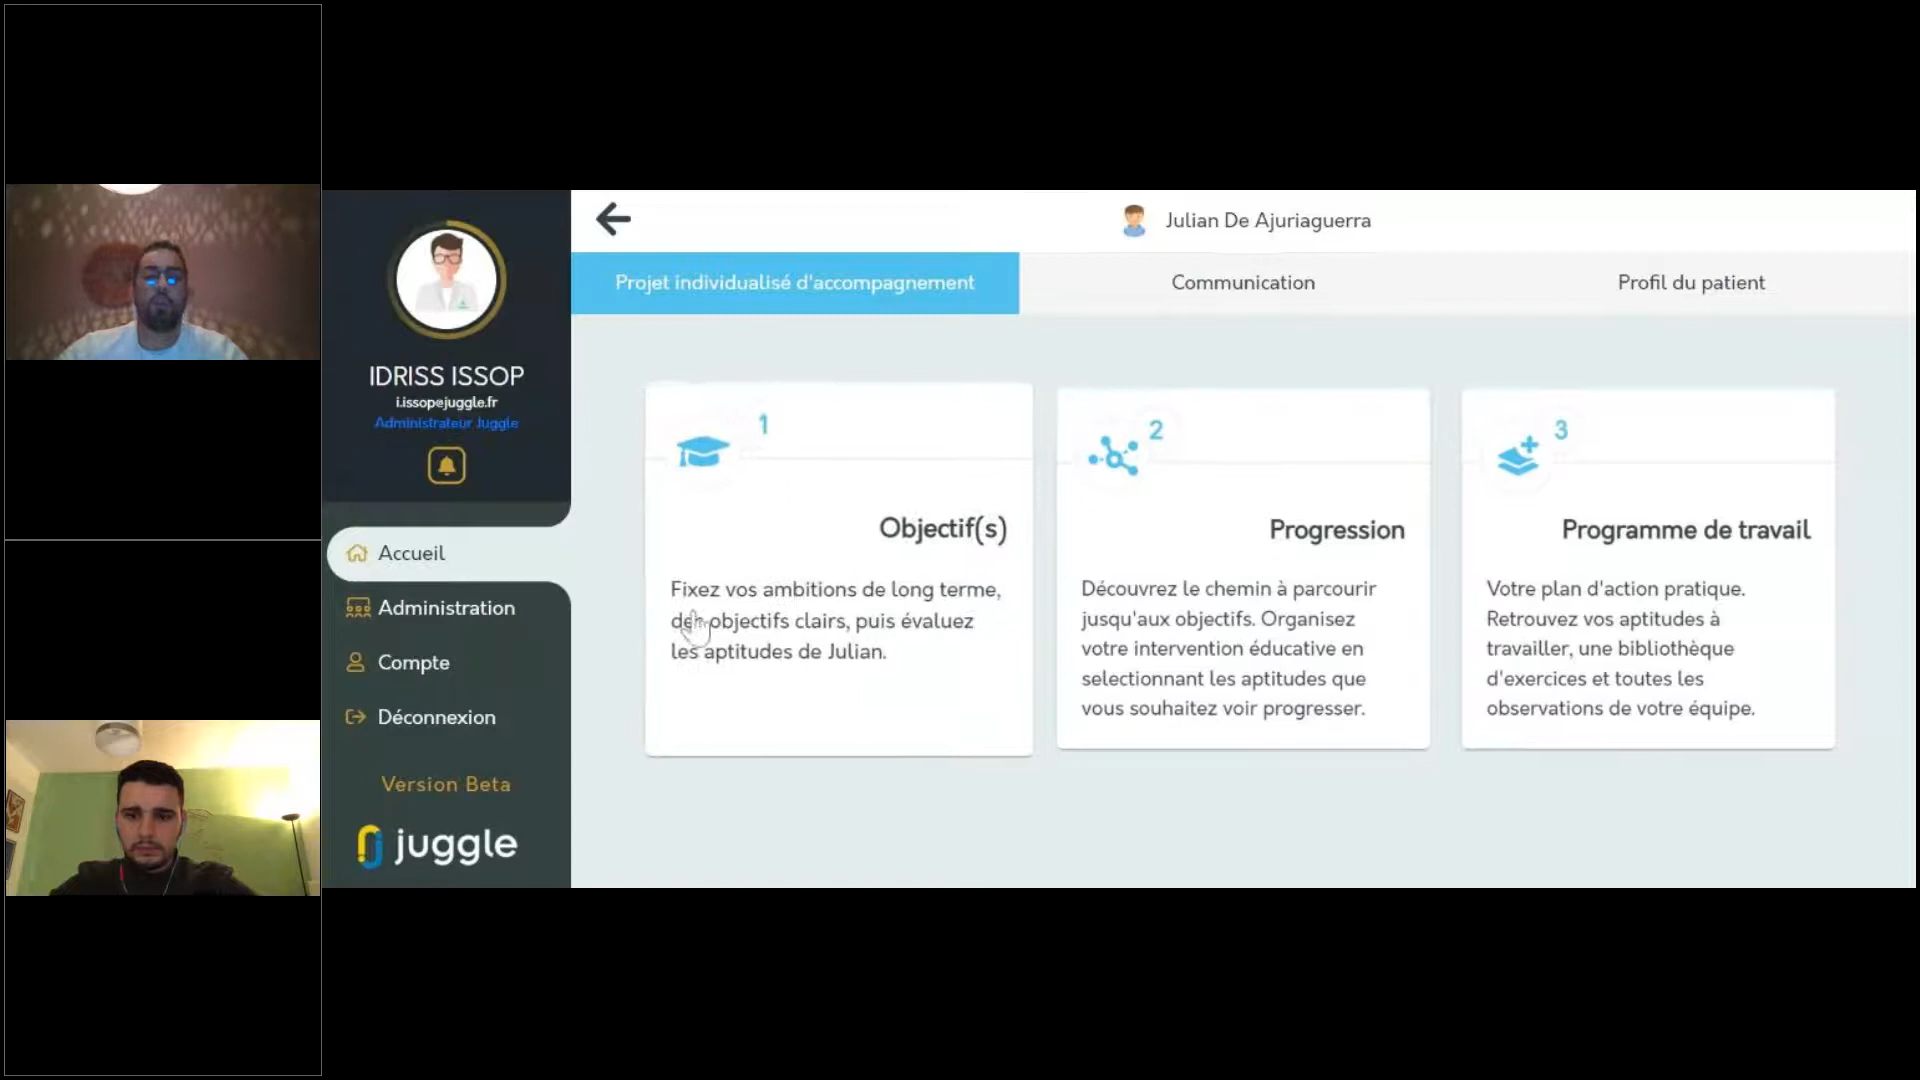 IDRISS ISSOP
i.issop@juggle.fr
Administrateur Juggle
Accueil
Administration
Compte
Déconnexion
Version Beta
juggle
Julian De Ajuriaguerra
Projet individualisé d'accompagnement
Communication
Profil du patient
1
Objectif(s)
Fixez vos ambitions de long terme,
des objectifs clairs, puis évaluez
les aptitudes de Julian.
2
Progression
Découvrez le chemin à parcourir
jusqu'aux objectifs. Organisez
votre intervention éducative en
selectionnant les aptitudes que
vous souhaitez voir progresser.
3
Programme de travail
Votre plan d'action pratique.
Retrouvez vos aptitudes à
travailler, une bibliothèque
d'exercices et toutes les
observations de votre équipe.